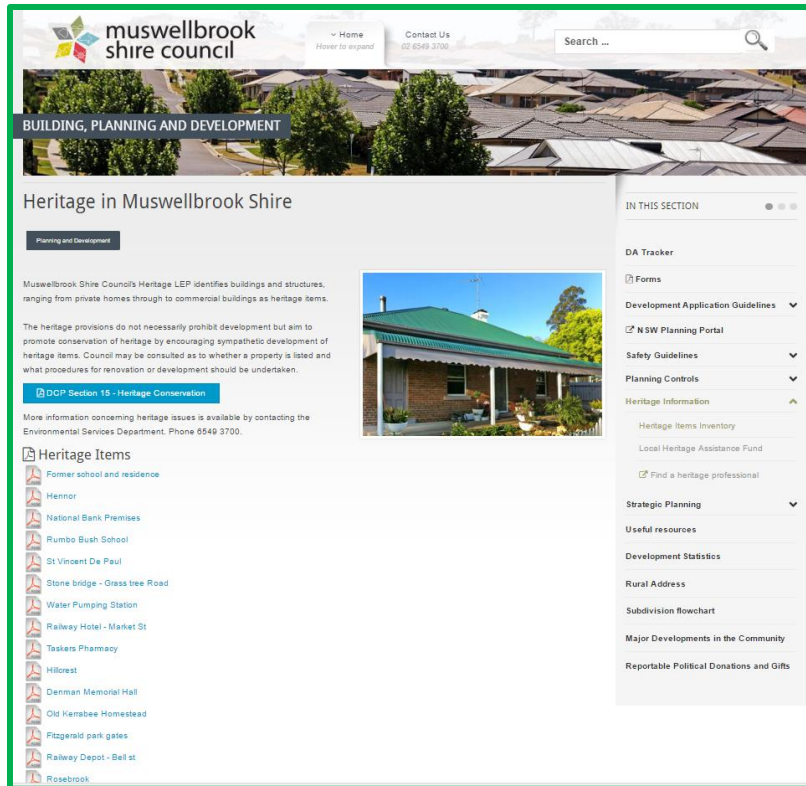 muswellbrook
shire council
Home
Hover to expand
Contact Us
02 6549 3700
Search ...
BUILDING, PLANNING AND DEVELOPMENT
Heritage in Muswellbrook Shire
Planning and Development
Muswellbrook Shire Council's Heritage LEP identifies buildings and structures,
ranging from private homes through to commercial buildings as heritage items.
The heritage provisions do not necessarily prohibit development but aim to
promote conservation of heritage by encouraging sympathetic development of
heritage items. Council may be consulted as to whether a property is listed and
what procedures for renovation or development should be undertaken.
DCP Section 15 - Heritage Conservation
More information concerning heritage issues is available by contacting the
Environmental Services Department. Phone 6549 3700.
Heritage Items
Former school and residence
Hennor
National Bank Premises
Rumbo Bush School
St Vincent De Paul
Stone bridge - Grass tree Road
Water Pumping Station
Railway Hotel - Market St
Taskers Pharmacy
Hillcrest
Denman Memorial Hall
Old Kerrabee Homestead
Fitzgerald park gates
Railway Depot - Bell st
Rosebrook
IN THIS SECTION
DA Tracker
Forms
Development Application Guidelines
NSW Planning Portal
Safety Guidelines
Planning Controls
Heritage Information
Heritage Items Inventory
Local Heritage Assistance Fund
Find a heritage professional
Strategic Planning
Useful resources
Development Statistics
Rural Address
Subdivision flowchart
Major Developments in the Community
Reportable Political Donations and Gifts